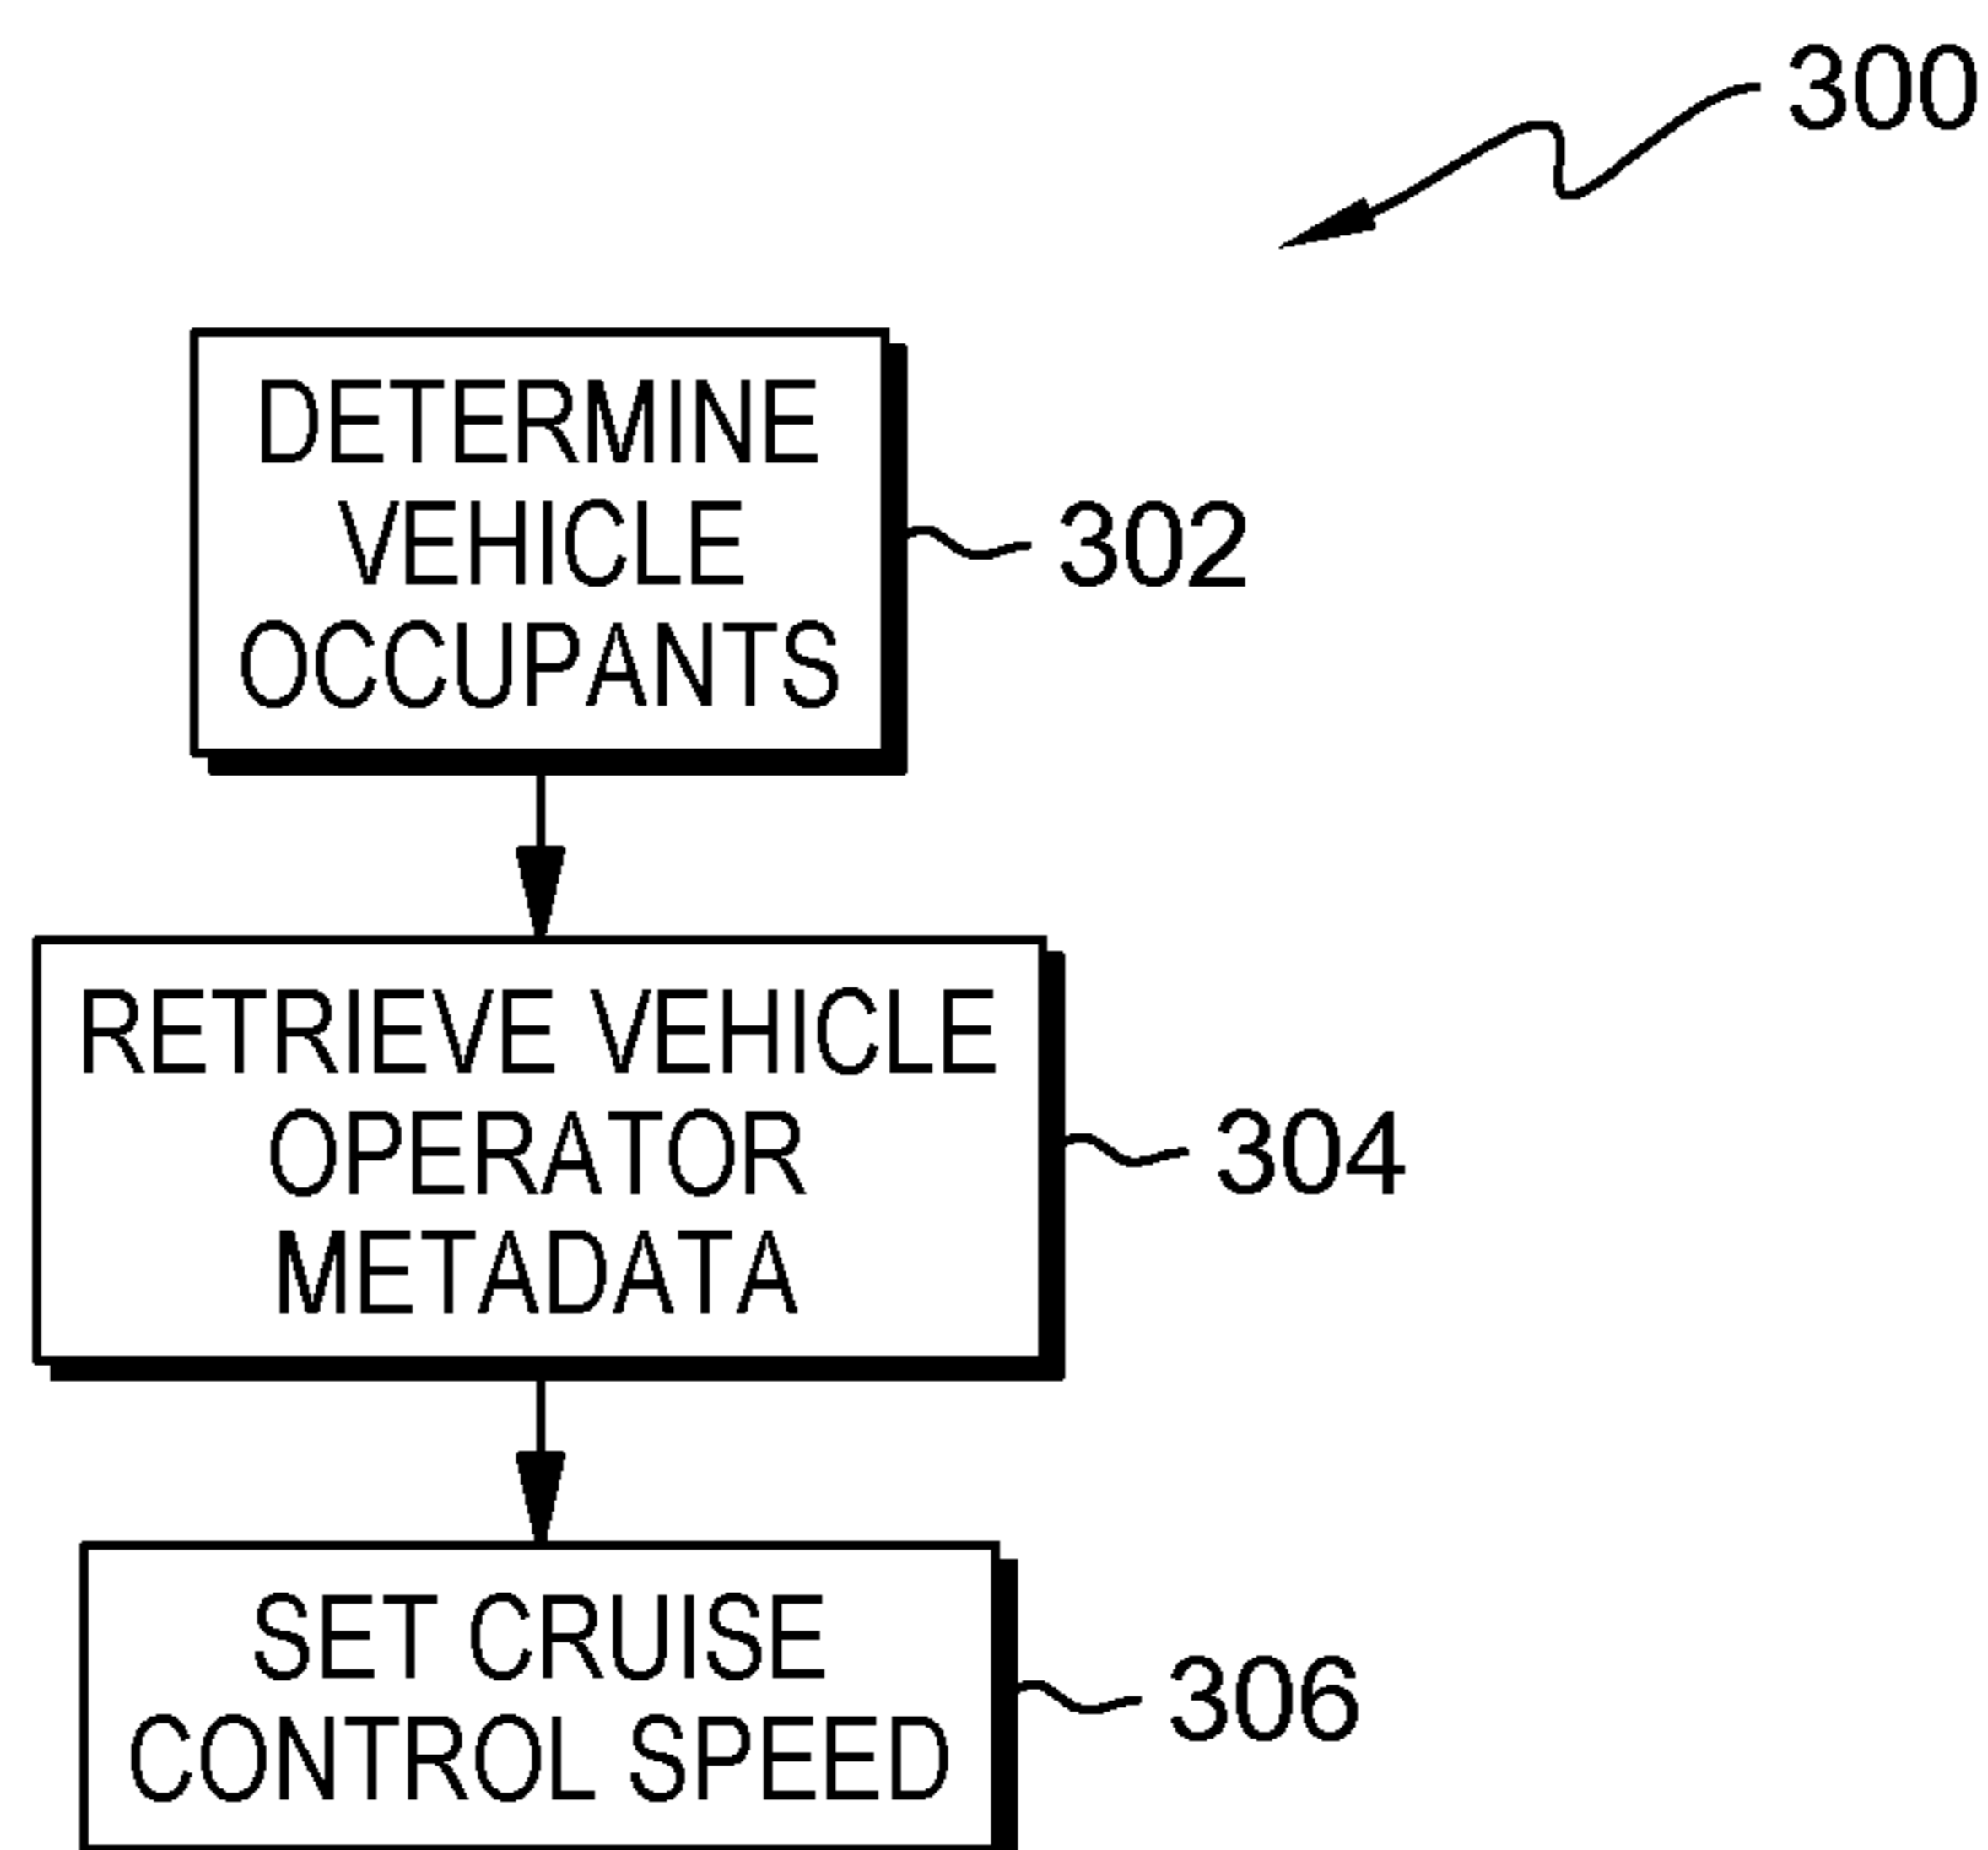 300
DETERMINE
VEHICLE
OCCUPANTS
302
RETRIEVE VEHICLE
OPERATOR
METADATA
304
SET CRUISE
CONTROL SPEED
306